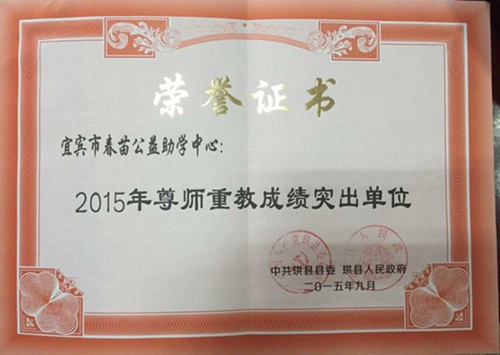 荣誉证书
宜宾市春苗公益助学中心:
2015年尊师重教成绩突出单位
中共珙县县委 珙县人民政府
二〇一五年九月